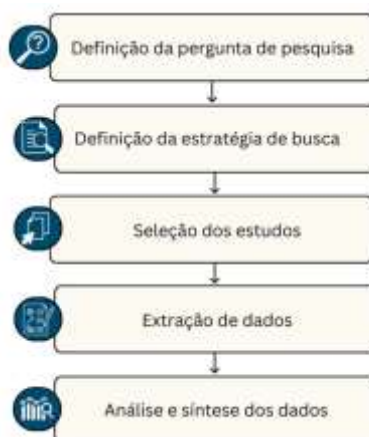 Definição da pergunta de pesquisa
Definição da estratégia de busca
Seleção dos estudos
Extração de dados
Análise e síntese dos dados